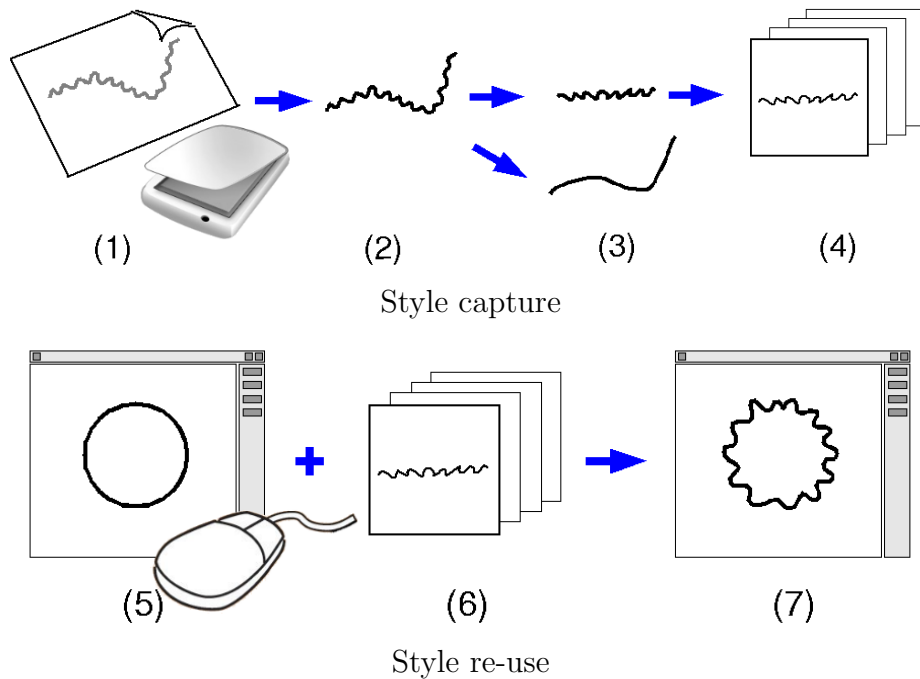 (1) (2) (3) (4)
Style capture
(5) (6) (7)
Style re-use